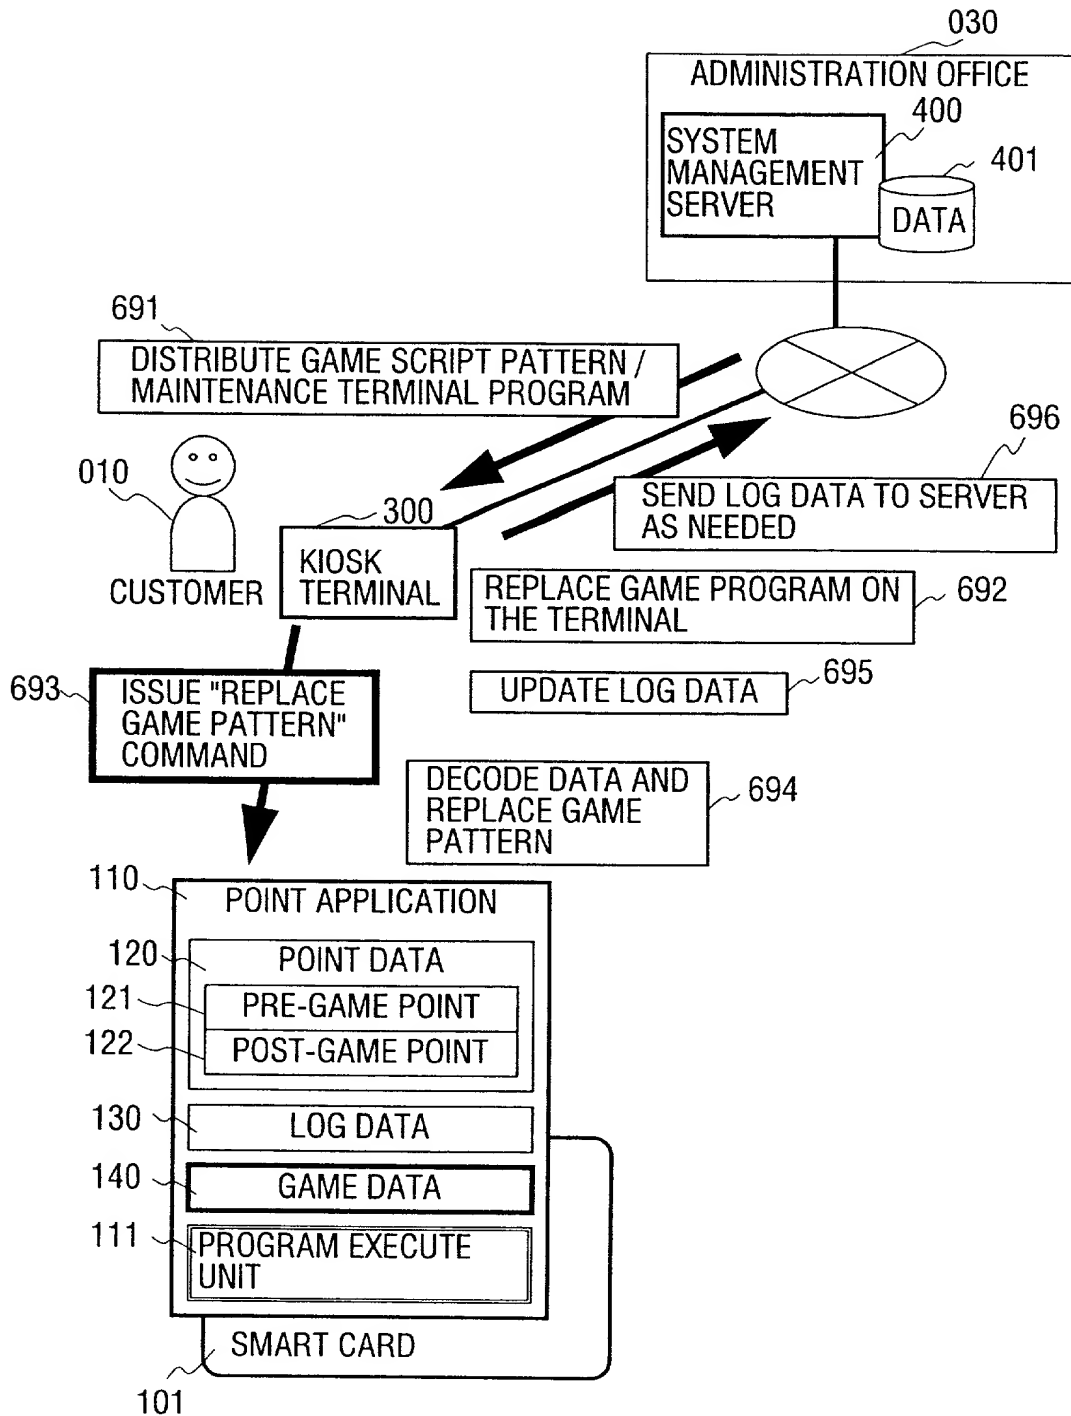 030
ADMINISTRATION OFFICE
400
SYSTEM
MANAGEMENT
SERVER
401
DATA
691
DISTRIBUTE GAME SCRIPT PATTERN /
MAINTENANCE TERMINAL PROGRAM
696
SEND LOG DATA TO SERVER
AS NEEDED
010
CUSTOMER
300
KIOSK
TERMINAL
REPLACE GAME PROGRAM ON
THE TERMINAL
692
693
ISSUE "REPLACE
GAME PATTERN"
COMMAND
UPDATE LOG DATA
695
DECODE DATA AND
REPLACE GAME
PATTERN
694
110
POINT APPLICATION
120
POINT DATA
121
PRE-GAME POINT
122
POST-GAME POINT
130
LOG DATA
140
GAME DATA
111
PROGRAM EXECUTE
UNIT
SMART CARD
101